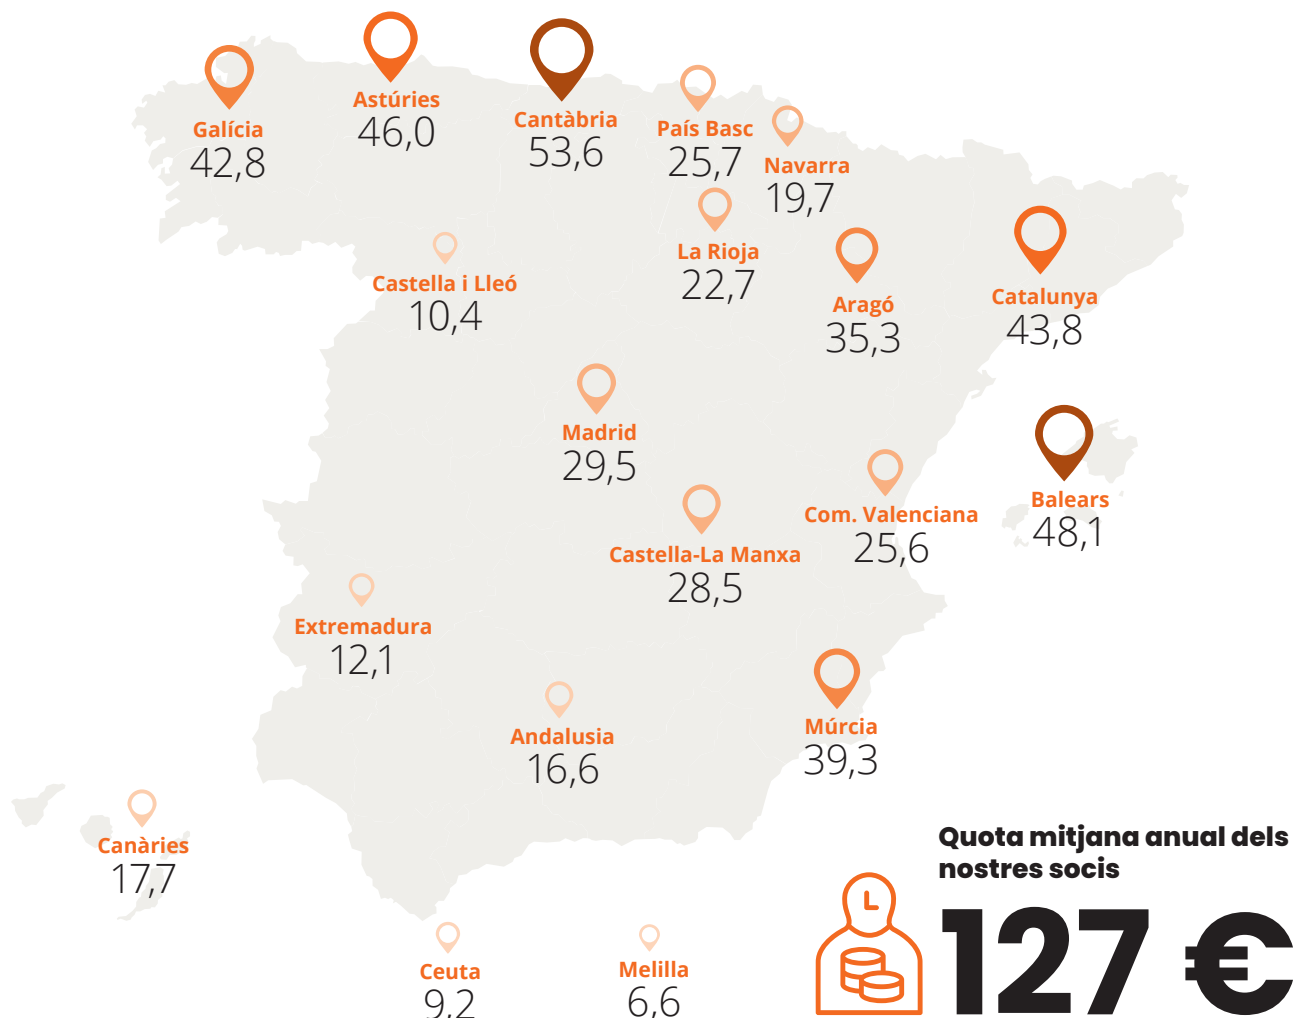 Astúries
46,0
Cantàbria
53,6
Galícia
42,8
País Basc
25,7
Navarra
19,7
La Rioja
22,7
Castella i Lleó
10,4
Aragó
35,3
Catalunya
43,8
Madrid
29,5
Balears
48,1
Com. Valenciana
25,6
Castella-La Manxa
28,5
Extremadura
12,1
Andalusia
16,6
Múrcia
39,3
Canàries
17,7
Ceuta
9,2
Melilla
6,6
Quota mitjana anual dels
nostres socis
127 €